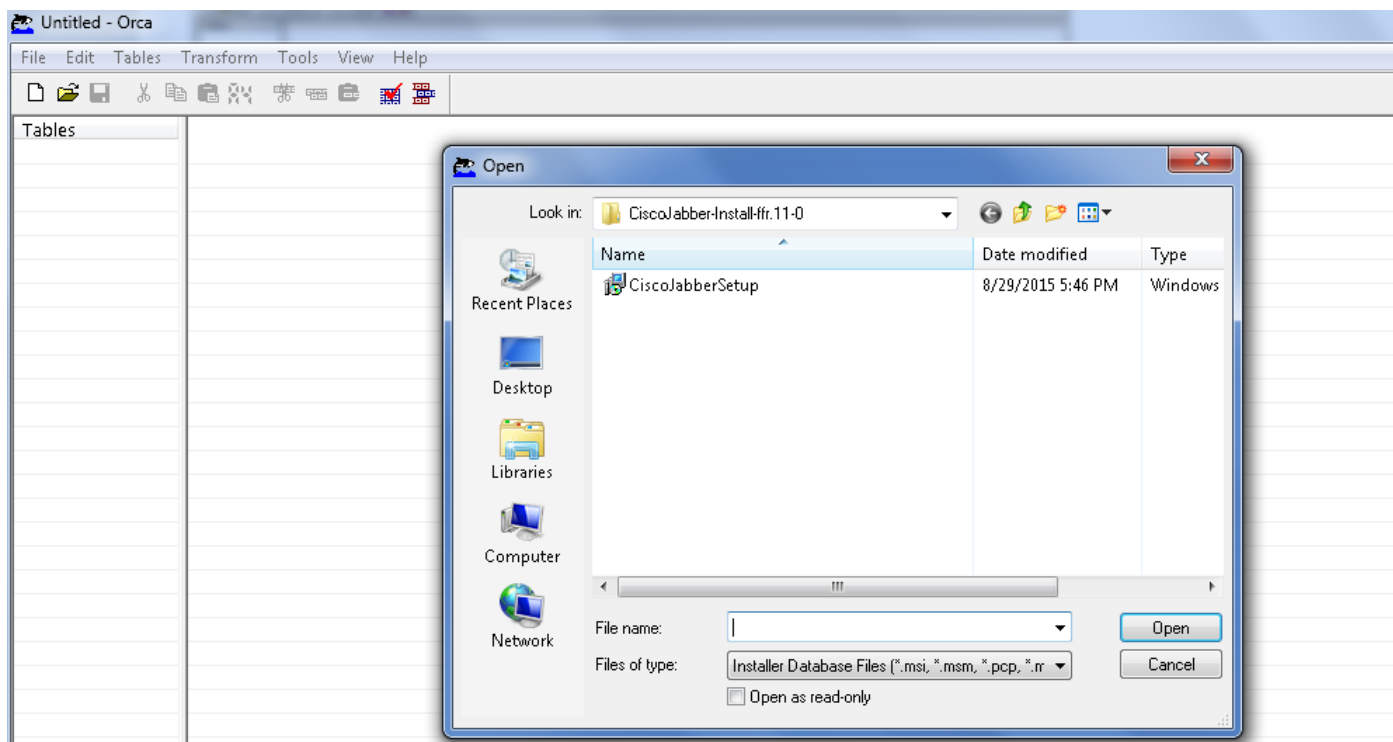 Untitled - Orca
File Edit Tables Transform Tools View Help
Tables
Open
Look in: CiscoJabber-Install-ffr.11-0
Name Date modified Type
CiscoJabberSetup 8/29/2015 5:46 PM Windows
Recent Places
Desktop
Libraries
Computer
Network
File name: Open
Files of type: Installer Database Files (*.msi, *.msm, *.pcp, *.m Cancel
Open as read-only